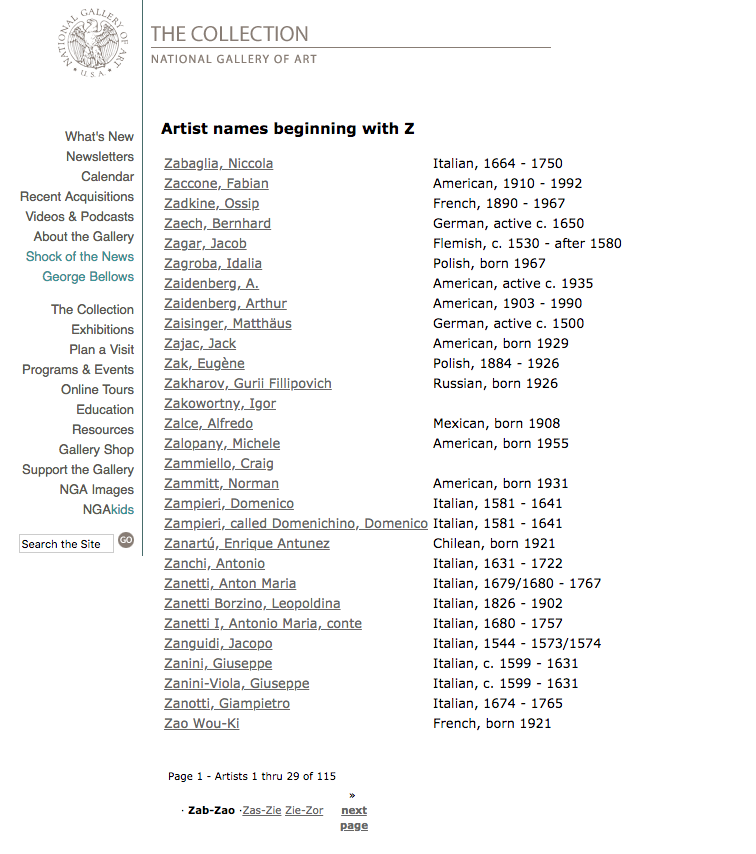 NATIONAL GALLERY OF ART
• U.S.A. •
THE COLLECTION
NATIONAL GALLERY OF ART
What's New
Newsletters
Calendar
Recent Acquisitions
Videos & Podcasts
About the Gallery
Shock of the News
George Bellows
The Collection
Exhibitions
Plan a Visit
Programs & Events
Online Tours
Education
Resources
Gallery Shop
Support the Gallery
NGA Images
NGAkids
Search the Site GO
Artist names beginning with Z
Zabaglia, Niccola Italian, 1664 - 1750
Zaccone, Fabian American, 1910 - 1992
Zadkine, Ossip French, 1890 - 1967
Zaech, Bernhard German, active c. 1650
Zagar, Jacob Flemish, c. 1530 - after 1580
Zagroba, Idalia Polish, born 1967
Zaidenberg, A. American, active c. 1935
Zaidenberg, Arthur American, 1903 - 1990
Zaisinger, Matthäus German, active c. 1500
Zajac, Jack American, born 1929
Zak, Eugène Polish, 1884 - 1926
Zakharov, Gurii Fillipovich Russian, born 1926
Zakowortny, Igor
Zalce, Alfredo Mexican, born 1908
Zalopany, Michele American, born 1955
Zammiello, Craig
Zammitt, Norman American, born 1931
Zampieri, Domenico Italian, 1581 - 1641
Zampieri, called Domenichino, Domenico Italian, 1581 - 1641
Zanartú, Enrique Antunez Chilean, born 1921
Zanchi, Antonio Italian, 1631 - 1722
Zanetti, Anton Maria Italian, 1679/1680 - 1767
Zanetti Borzino, Leopoldina Italian, 1826 - 1902
Zanetti I, Antonio Maria, conte Italian, 1680 - 1757
Zanguidi, Jacopo Italian, 1544 - 1573/1574
Zanini, Giuseppe Italian, c. 1599 - 1631
Zanini-Viola, Giuseppe Italian, c. 1599 - 1631
Zanotti, Giampietro Italian, 1674 - 1765
Zao Wou-Ki French, born 1921
Page 1 - Artists 1 thru 29 of 115
· Zab-Zao ·Zas-Zie Zie-Zor
»
next
page